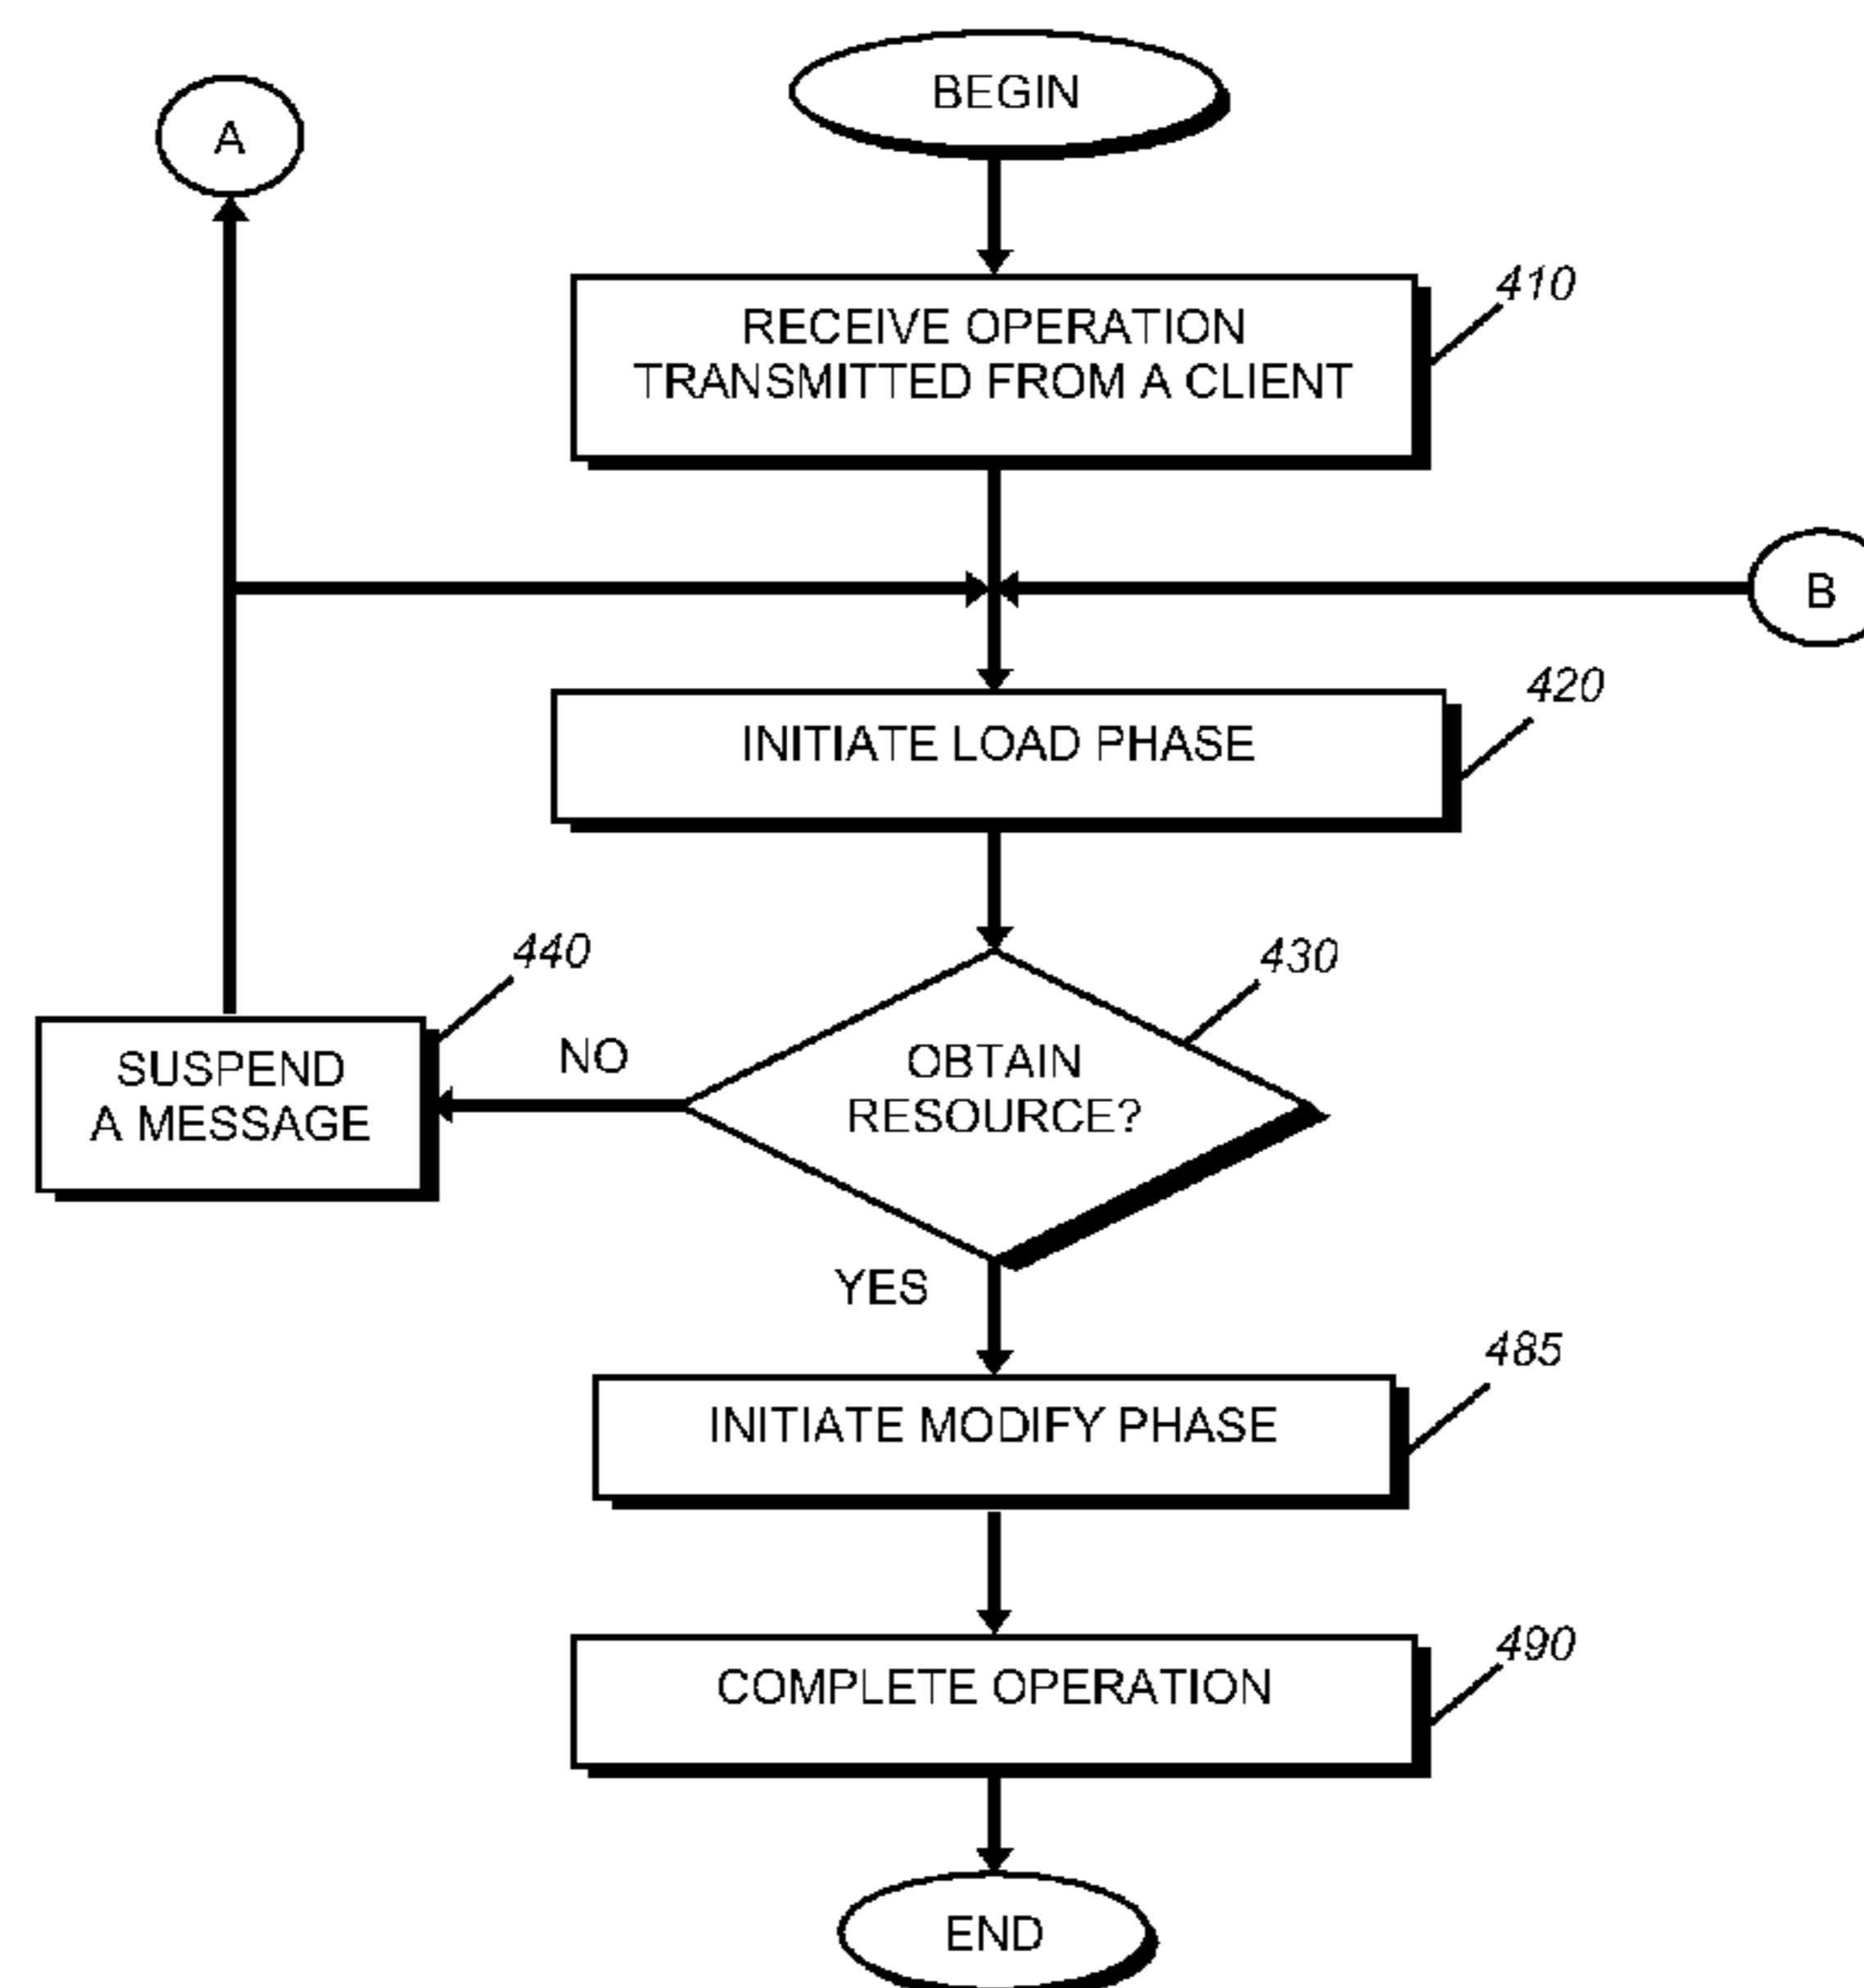 BEGIN
A
410
RECEIVE OPERATION
TRANSMITTED FROM A CLIENT
B
420
INITIATE LOAD PHASE
440
430
SUSPEND
A MESSAGE
NO
OBTAIN
RESOURCE?
YES
485
INITIATE MODIFY PHASE
490
COMPLETE OPERATION
END